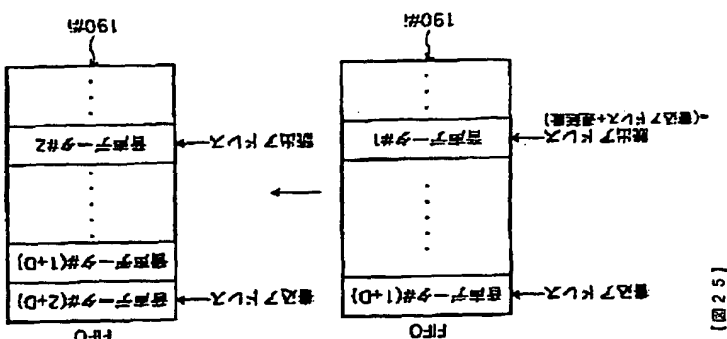 【図25】
FIFO
書込アドレス
音声データ#(1+D)
読出アドレス
=(書込アドレス+遅延量)
音声データ#1
190#i
FIFO
書込アドレス
音声データ#(2+D)
音声データ#(1+D)
読出アドレス
音声データ#2
190#i